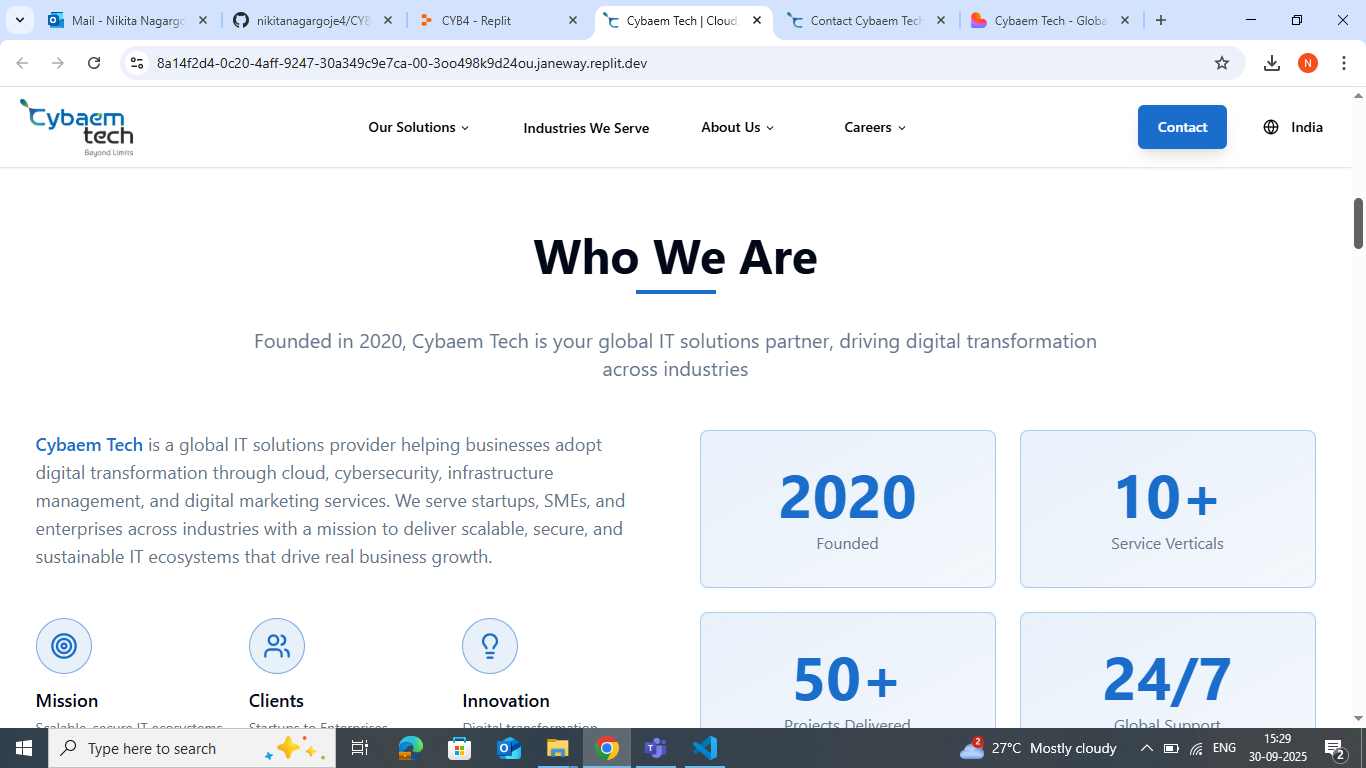 Mail - Nikita Nagargo
nikitanagargoje4/CYB
CYB4 - Replit
Cybaem Tech | Cloud,
Contact Cybaem Tech
Cybaem Tech - Globa
8a14f2d4-0c20-4aff-9247-30a349c9e7ca-00-3oo498k9d24ou.janeway.replit.dev
N
Cybaem
tech
Beyond Limits
Our Solutions
Industries We Serve
About Us
Careers
Contact
India
Who We Are
Founded in 2020, Cybaem Tech is your global IT solutions partner, driving digital transformation
across industries
Cybaem Tech is a global IT solutions provider helping businesses adopt
digital transformation through cloud, cybersecurity, infrastructure
management, and digital marketing services. We serve startups, SMEs, and
enterprises across industries with a mission to deliver scalable, secure, and
sustainable IT ecosystems that drive real business growth.
Mission
Clients
Innovation
Scalable, secure IT ecosystems
Startups to Enterprises
Digital transformation
2020
Founded
10+
Service Verticals
50+
Projects Delivered
24/7
Global Support
Type here to search
2
27°C Mostly cloudy
ENG
15:29
30-09-2025
2